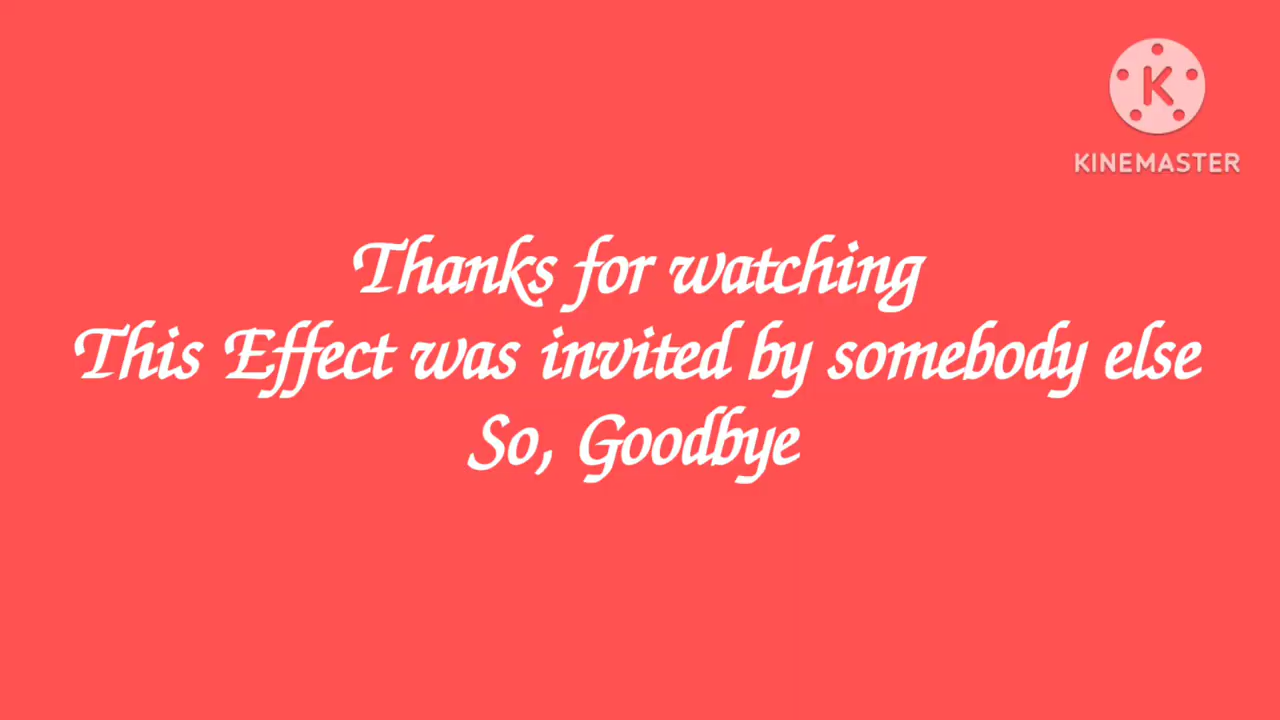 K
KINEMASTER
Thanks for watching
This Effect was invited by somebody else
So, Goodbye